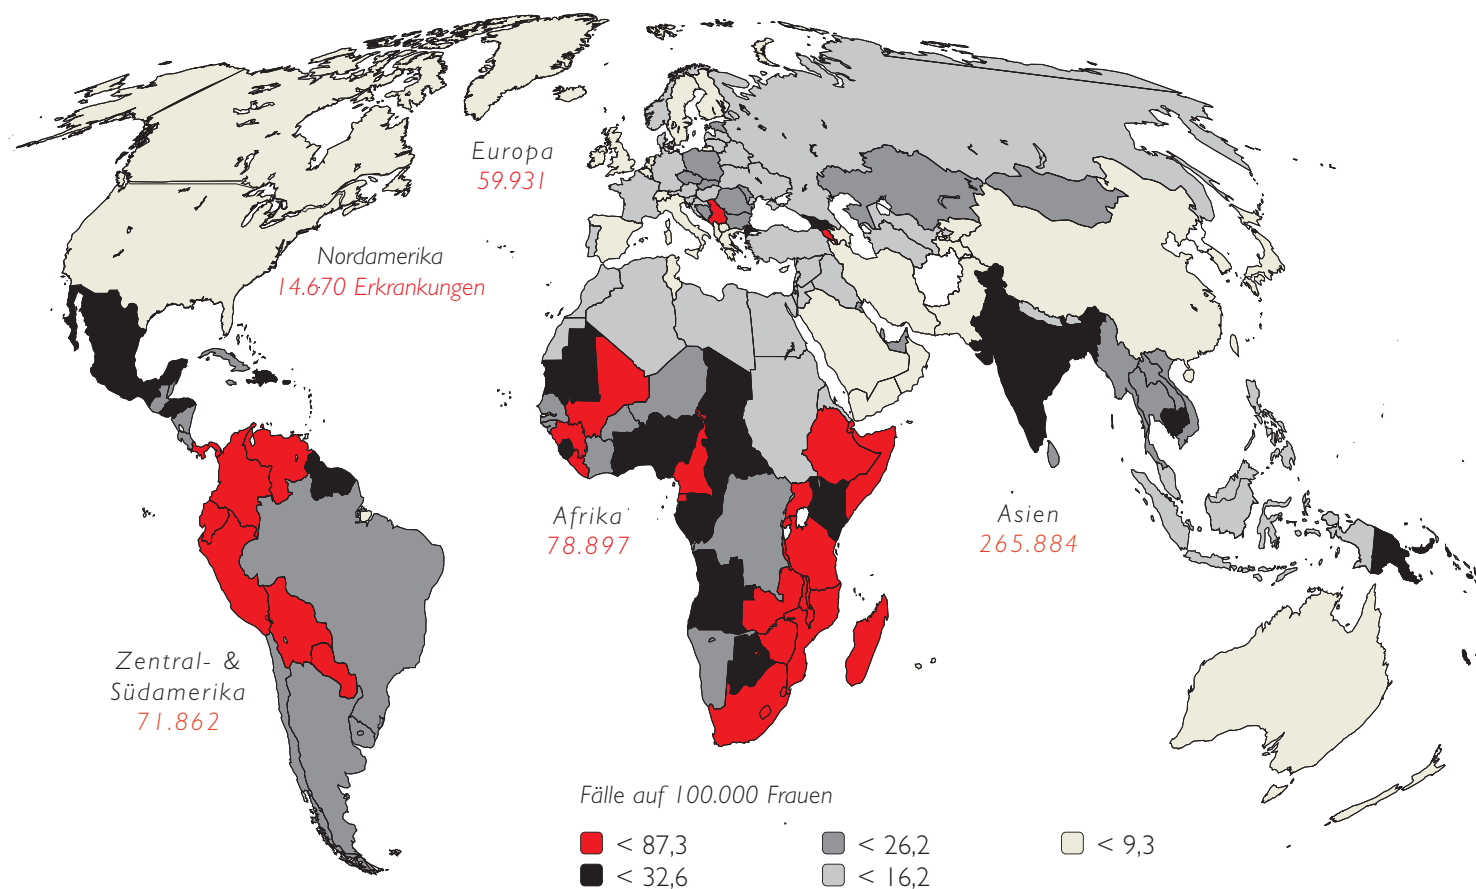 Europa
59.931
Nordamerika
14.670 Erkrankungen
Afrika
78.897
Asien
265.884
Zentral- &
Südamerika
71.862
Fälle auf 100.000 Frauen
< 87,3
< 26,2
< 9,3
< 32,6
< 16,2